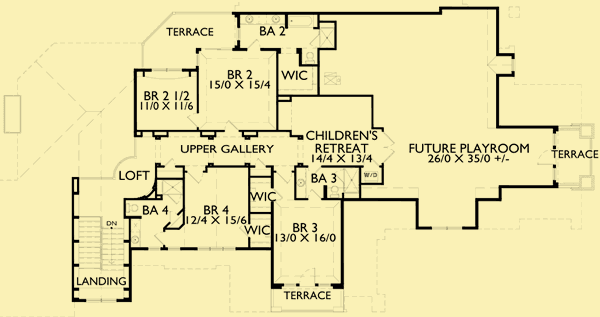 TERRACE
BA 2
BR 2
15/0 X 15/4
WIC
BR 2 1/2
11/0 X 11/6
UPPER GALLERY
CHILDREN'S
RETREAT
14/4 X 13/4
FUTURE PLAYROOM
26/0 X 35/0 +/-
TERRACE
LOFT
BA 3
W/D
WIC
BA 4
BR 4
12/4 X 15/6
DN
WIC
BR 3
13/0 X 16/0
LANDING
TERRACE